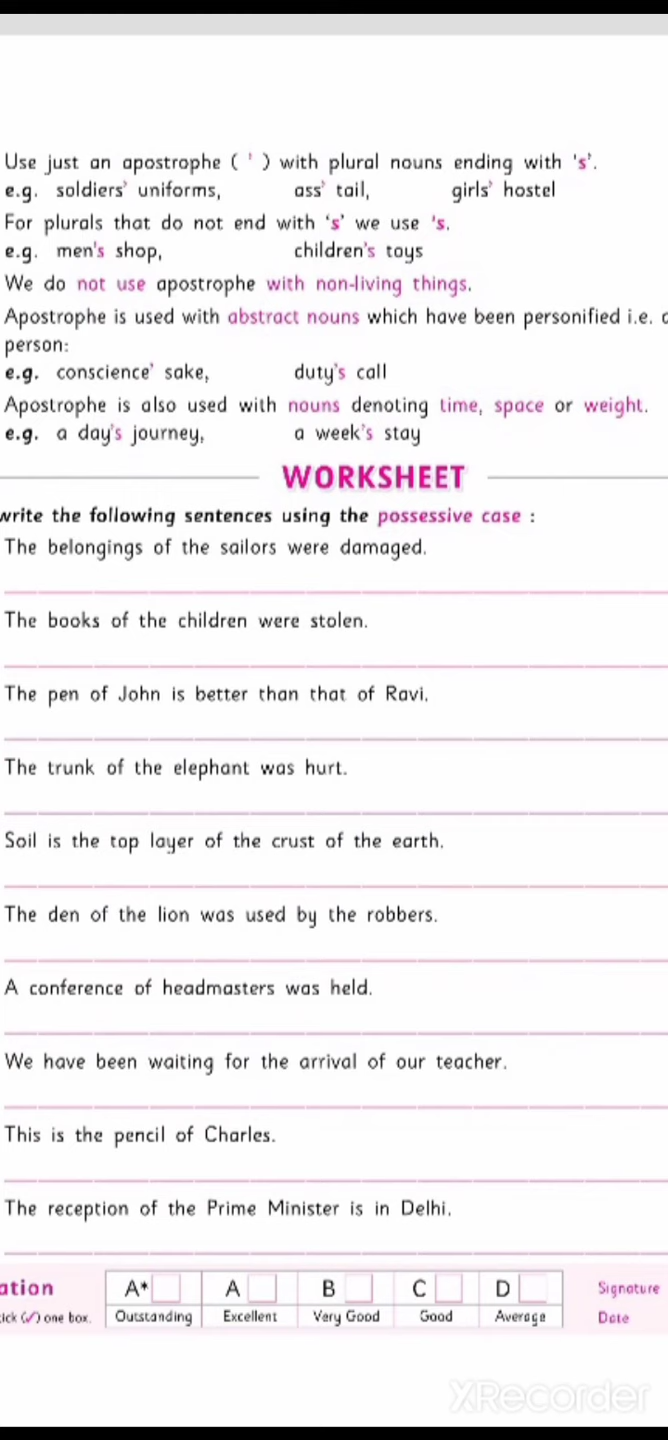 Use just an apostrophe ( ' ) with plural nouns ending with 's'.
e.g. soldiers' uniforms, ass' tail, girls' hostel
For plurals that do not end with 's' we use 's.
e.g. men's shop, children's toys
We do not use apostrophe with non-living things.
Apostrophe is used with abstract nouns which have been personified i.e.
person:
e.g. conscience' sake, duty's call
Apostrophe is also used with nouns denoting time, space or weight.
e.g. a day's journey, a week's stay
WORKSHEET
write the following sentences using the possessive case :
The belongings of the sailors were damaged.
The books of the children were stolen.
The pen of John is better than that of Ravi.
The trunk of the elephant was hurt.
Soil is the top layer of the crust of the earth.
The den of the lion was used by the robbers.
A conference of headmasters was held.
We have been waiting for the arrival of our teacher.
This is the pencil of Charles.
The reception of the Prime Minister is in Delhi.
ation A* A B C D Signature
ick (✓) one box. Outstanding Excellent Very Good Good Average Date
XRecorder